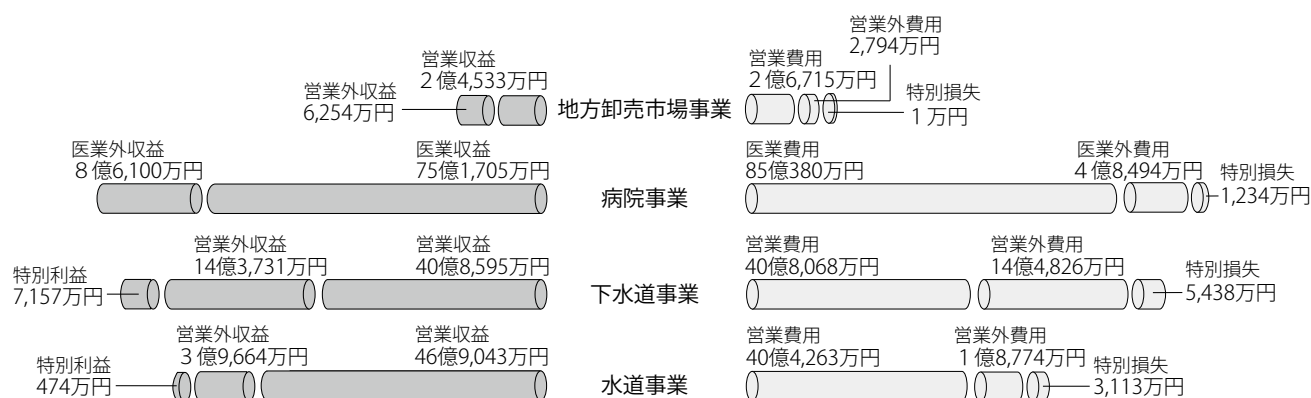 営業収益
2億4,533万円
営業外収益
6,254万円
地方卸売市場事業
営業費用
2億6,715万円
営業外費用
2,794万円
特別損失
1万円
医業外収益
8億6,100万円
医業収益
75億1,705万円
病院事業
医業費用
85億380万円
医業外費用
4億8,494万円
特別損失
1,234万円
特別利益
7,157万円
営業外収益
14億3,731万円
営業収益
40億8,595万円
下水道事業
営業費用
40億8,068万円
営業外費用
14億4,826万円
特別損失
5,438万円
特別利益
474万円
営業外収益
3億9,664万円
営業収益
46億9,043万円
水道事業
営業費用
40億4,263万円
営業外費用
1億8,774万円
特別損失
3,113万円